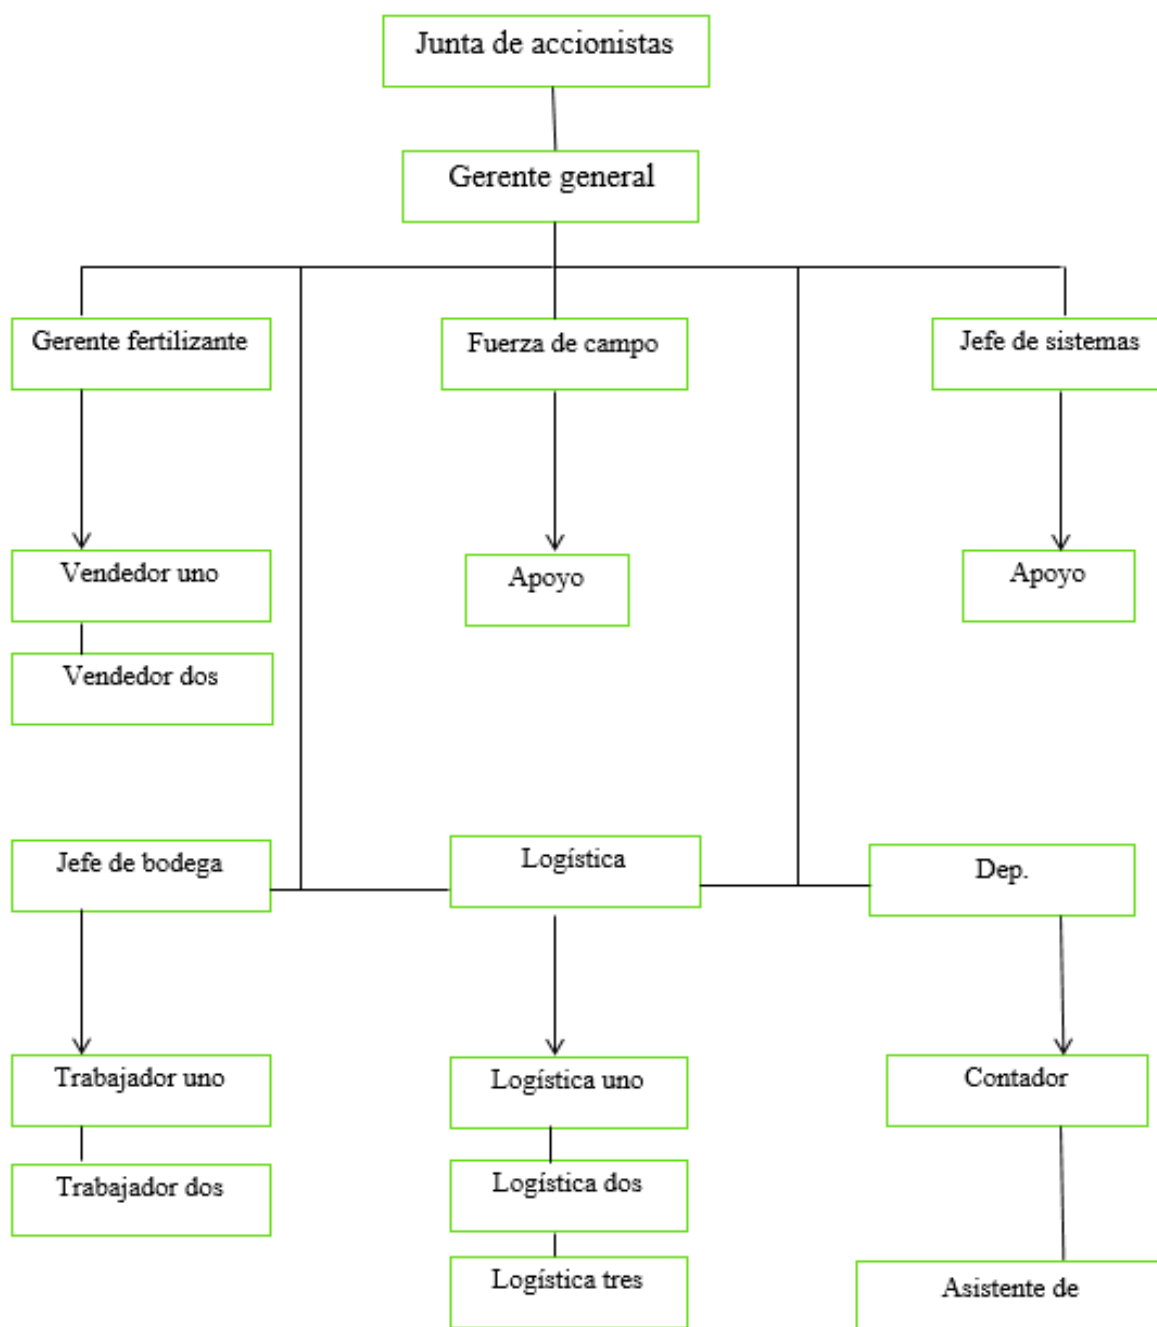 Junta de accionistas
Gerente general
Gerente fertilizante
Fuerza de campo
Jefe de sistemas
Vendedor uno
Apoyo
Apoyo
Vendedor dos
Jefe de bodega
Logística
Dep.
Trabajador uno
Logística uno
Contador
Trabajador dos
Logística dos
Logística tres
Asistente de